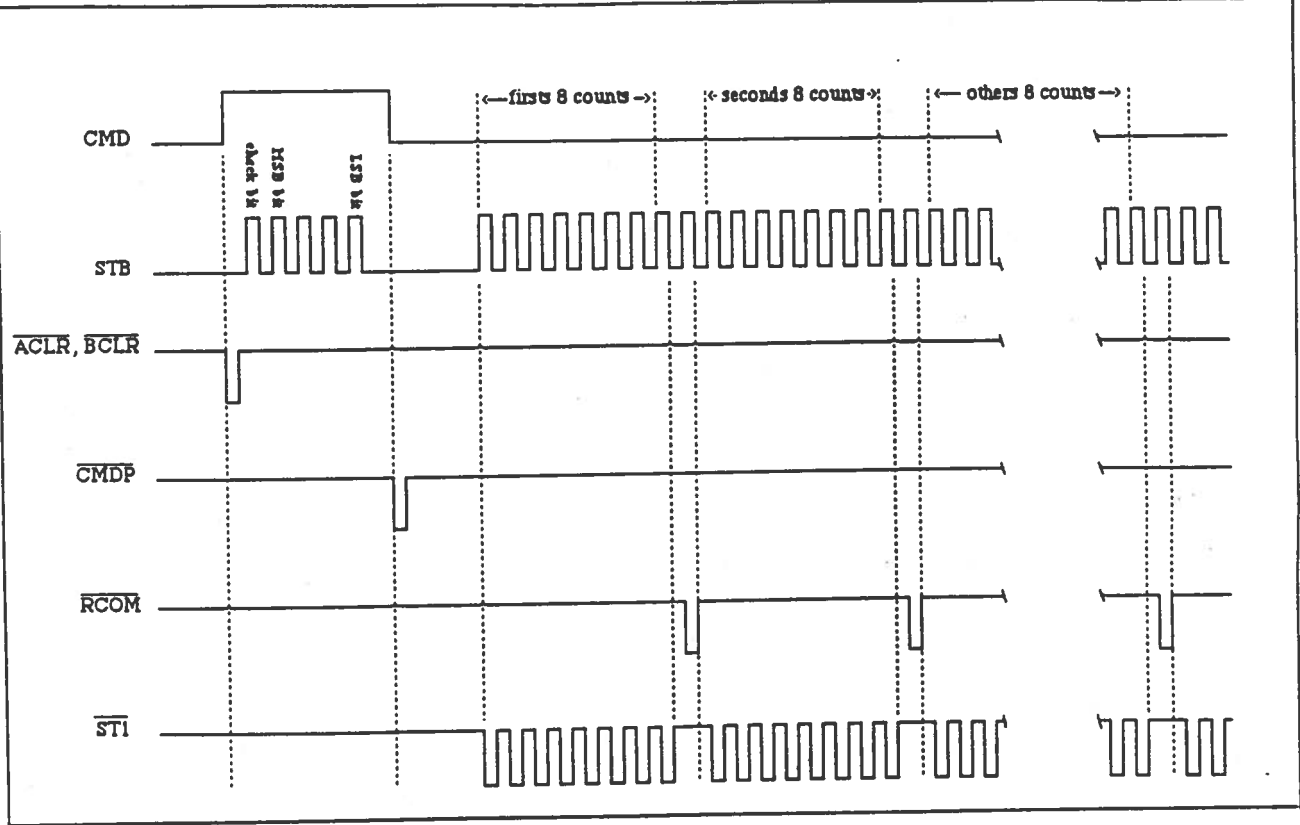 <—firsts 8 counts—>
<-seconds 8 counts->
<— others 8 counts —>
CMD
check bit
MSB bit
LSB bit
STB
ACLR, BCLR
CMDP
RCOM
ST1